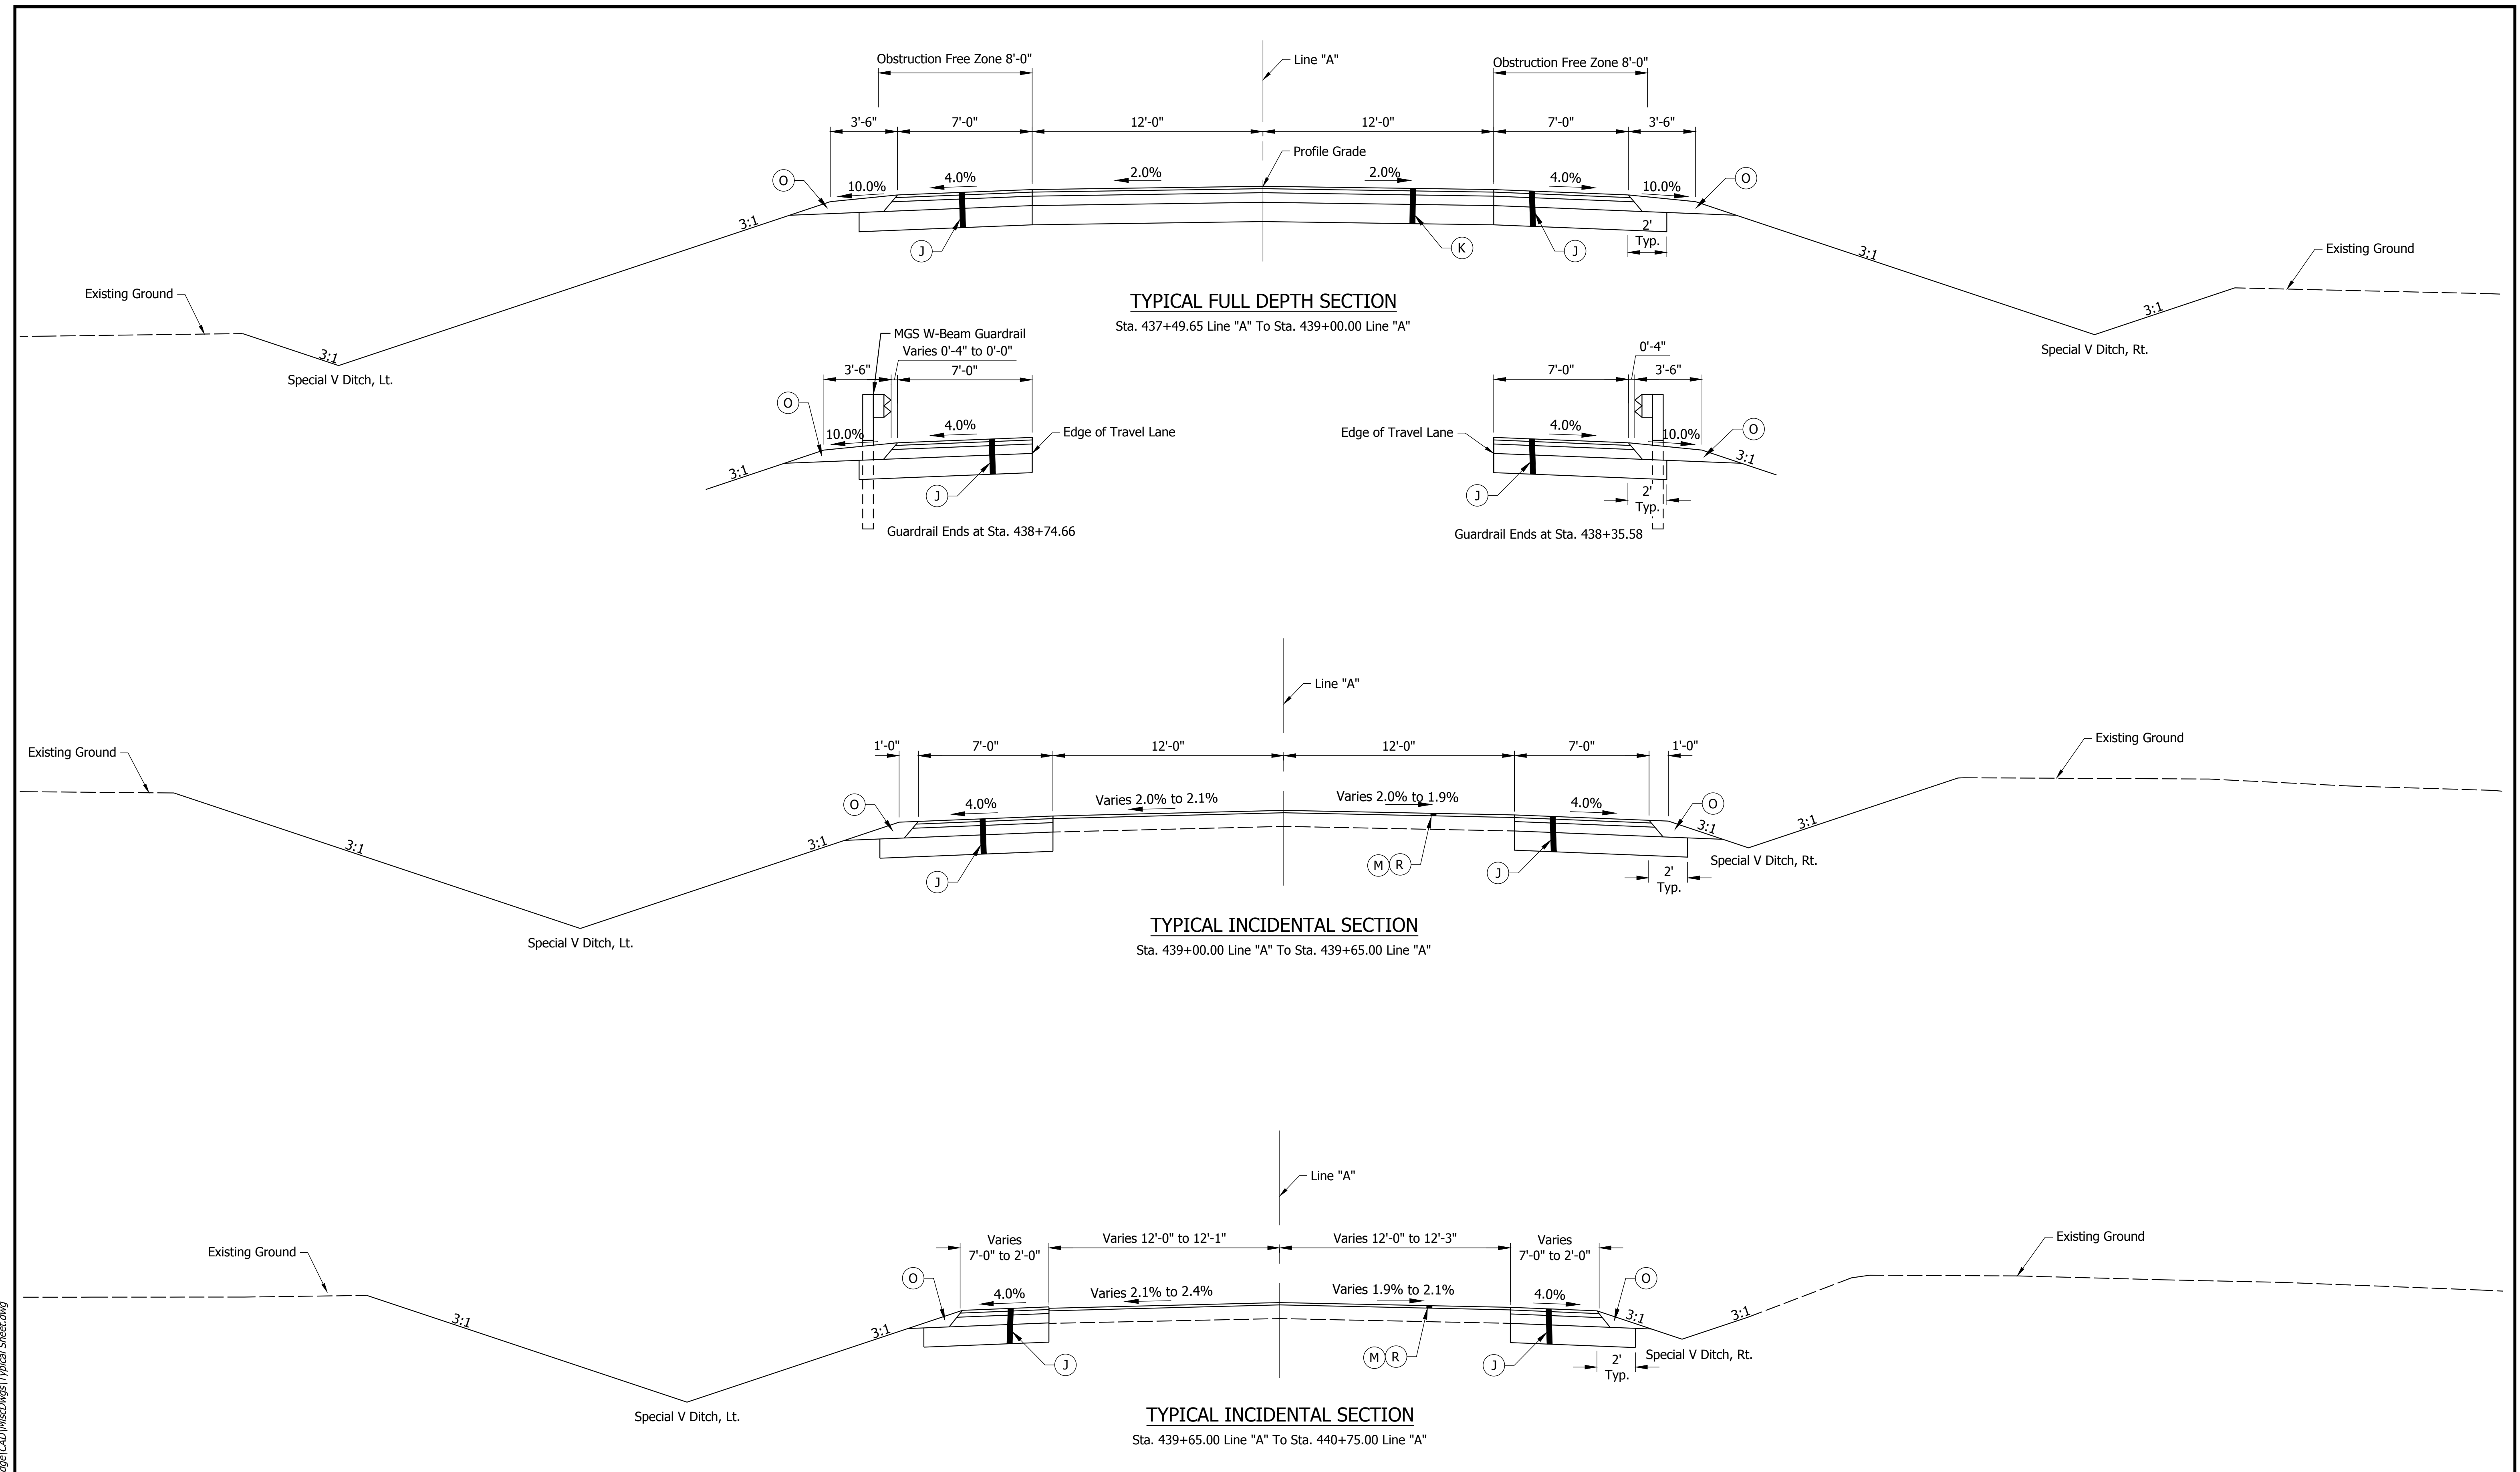 Obstruction Free Zone 8'-0"
Line "A"
Obstruction Free Zone 8'-0"
3'-6"
7'-0"
12'-0"
12'-0"
7'-0"
3'-6"
Profile Grade
O
10.0%
4.0%
2.0%
2.0%
4.0%
10.0%
O
3:1
J
K
J
2'
Typ.
3:1
Existing Ground
Existing Ground
3:1
3:1
Special V Ditch, Lt.
Special V Ditch, Rt.
TYPICAL FULL DEPTH SECTION
Sta. 437+49.65 Line "A" To Sta. 439+00.00 Line "A"
MGS W-Beam Guardrail
Varies 0'-4" to 0'-0"
3'-6"
7'-0"
O
10.0%
4.0%
Edge of Travel Lane
3:1
J
Guardrail Ends at Sta. 438+74.66
0'-4"
7'-0"
3'-6"
Edge of Travel Lane
4.0%
10.0%
O
3:1
J
2'
Typ.
Guardrail Ends at Sta. 438+35.58
Line "A"
Existing Ground
Existing Ground
1'-0"
7'-0"
12'-0"
12'-0"
7'-0"
1'-0"
O
4.0%
Varies 2.0% to 2.1%
Varies 2.0% to 1.9%
4.0%
O
3:1
3:1
3:1
3:1
J
M
R
J
2'
Typ.
Special V Ditch, Rt.
Special V Ditch, Lt.
TYPICAL INCIDENTAL SECTION
Sta. 439+00.00 Line "A" To Sta. 439+65.00 Line "A"
Line "A"
Existing Ground
Existing Ground
Varies
7'-0" to 2'-0"
Varies 12'-0" to 12'-1"
Varies 12'-0" to 12'-3"
Varies
7'-0" to 2'-0"
O
4.0%
Varies 2.1% to 2.4%
Varies 1.9% to 2.1%
4.0%
O
3:1
3:1
3:1
3:1
J
M
R
J
2'
Typ.
Special V Ditch, Rt.
Special V Ditch, Lt.
TYPICAL INCIDENTAL SECTION
Sta. 439+65.00 Line "A" To Sta. 440+75.00 Line "A"
\CAD\MiscDwgs\Typical Sheet.dwg